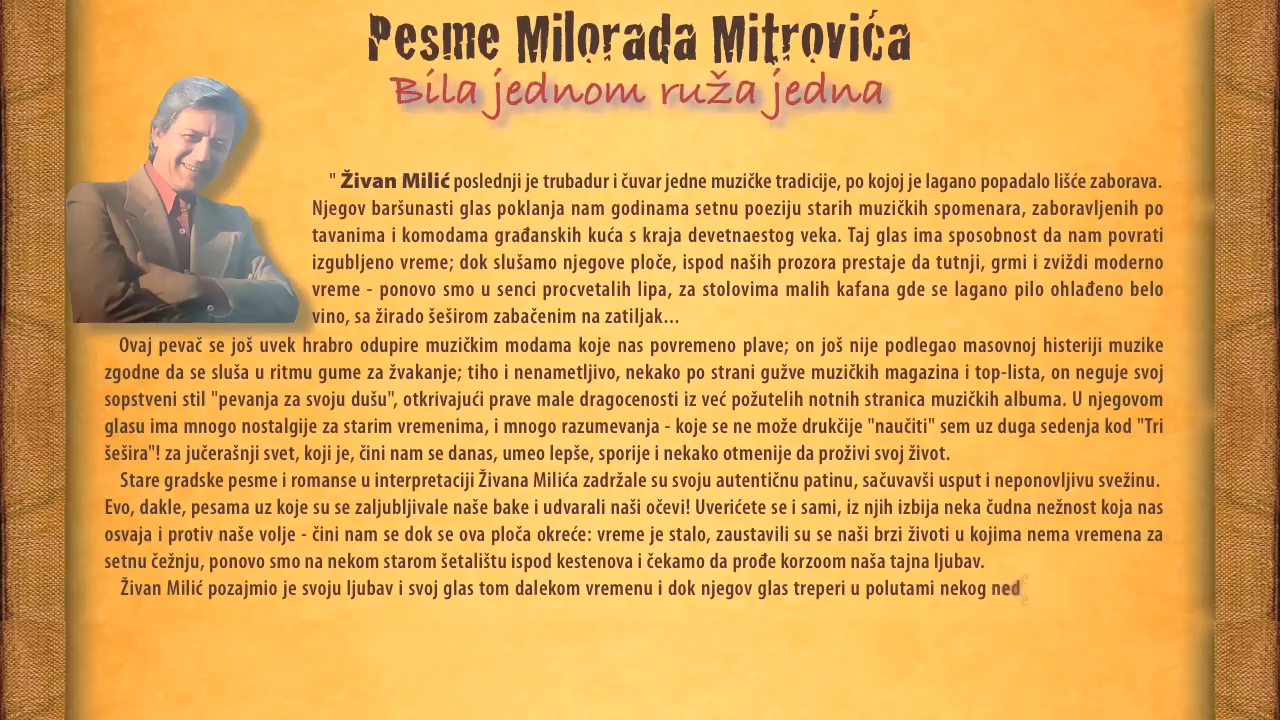 Pesme Milorada Mitrovića
Bila jednom ruža jedna
" Živan Milić poslednji je trubadur i čuvar jedne muzičke tradicije, po kojoj je lagano popadalo lišće zaborava.
Njegov baršunasti glas poklanja nam godinama setnu poeziju starih muzičkih spomenara, zaboravljenih po
tavanima i komodama građanskih kuća s kraja devetnaestog veka. Taj glas ima sposobnost da nam povrati
izgubljeno vreme; dok slušamo njegove ploče, ispod naših prozora prestaje da tutnji, grmi i zviždi moderno
vreme - ponovo smo u senci procvetalih lipa, za stolovima malih kafana gde se lagano pilo ohlađeno belo
vino, sa žirado šeširom zabačenim na zatiljak...
Ovaj pevač se još uvek hrabro odupire muzičkim modama koje nas povremeno plave; on još nije podlegao masovnoj histeriji muzike
zgodne da se sluša u ritmu gume za žvakanje; tiho i nenametljivo, nekako po strani gužve muzičkih magazina i top-lista, on neguje svoj
sopstveni stil "pevanja za svoju dušu", otkrivajući prave male dragocenosti iz već požutelih notnih stranica muzičkih albuma. U njegovom
glasu ima mnogo nostalgije za starim vremenima, i mnogo razumevanja - koje se ne može drukčije "naučiti" sem uz duga sedenja kod "Tri
šešira"! za jučerašnji svet, koji je, čini nam se danas, umeo lepše, sporije i nekako otmenije da proživi svoj život.
Stare gradske pesme i romanse u interpretaciji Živana Milića zadržale su svoju autentičnu patinu, sačuvavši usput i neponovljivu svežinu.
Evo, dakle, pesama uz koje su se zaljubljivale naše bake i udvarali naši očevi! Uverićete se i sami, iz njih izbija neka čudna nežnost koja nas
osvaja i protiv naše volje - čini nam se dok se ova ploča okreće: vreme je stalo, zaustavili su se naši brzi životi u kojima nema vremena za
setnu čežnju, ponovo smo na nekom starom šetalištu ispod kestenova i čekamo da prođe korzoom naša tajna ljubav.
Živan Milić pozajmio je svoju ljubav i svoj glas tom dalekom vremenu i dok njegov glas treperi u polutami nekog ned